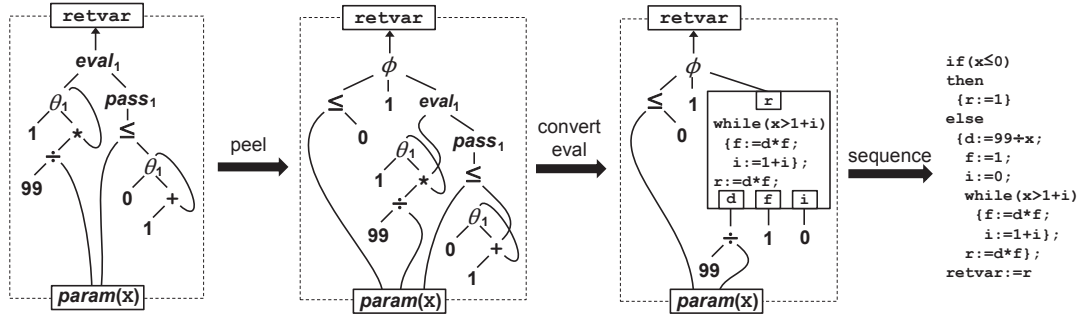 retvar
eval1
θ1
pass1
1
*
≤
÷
θ1
99
0
+
1
param(x)
peel
retvar
ϕ
≤
1
eval1
0
θ1
pass1
1
*
≤
÷
θ1
99
0
+
1
param(x)
convert
eval
retvar
ϕ
≤
1
r
0
while(x>1+i)
{f:=d*f;
i:=1+i};
r:=d*f;
d f i
÷
1
0
99
param(x)
sequence
if(x≤0)
then
{r:=1}
else
{d:=99÷x;
f:=1;
i:=0;
while(x>1+i)
{f:=d*f;
i:=1+i};
r:=d*f};
retvar:=r